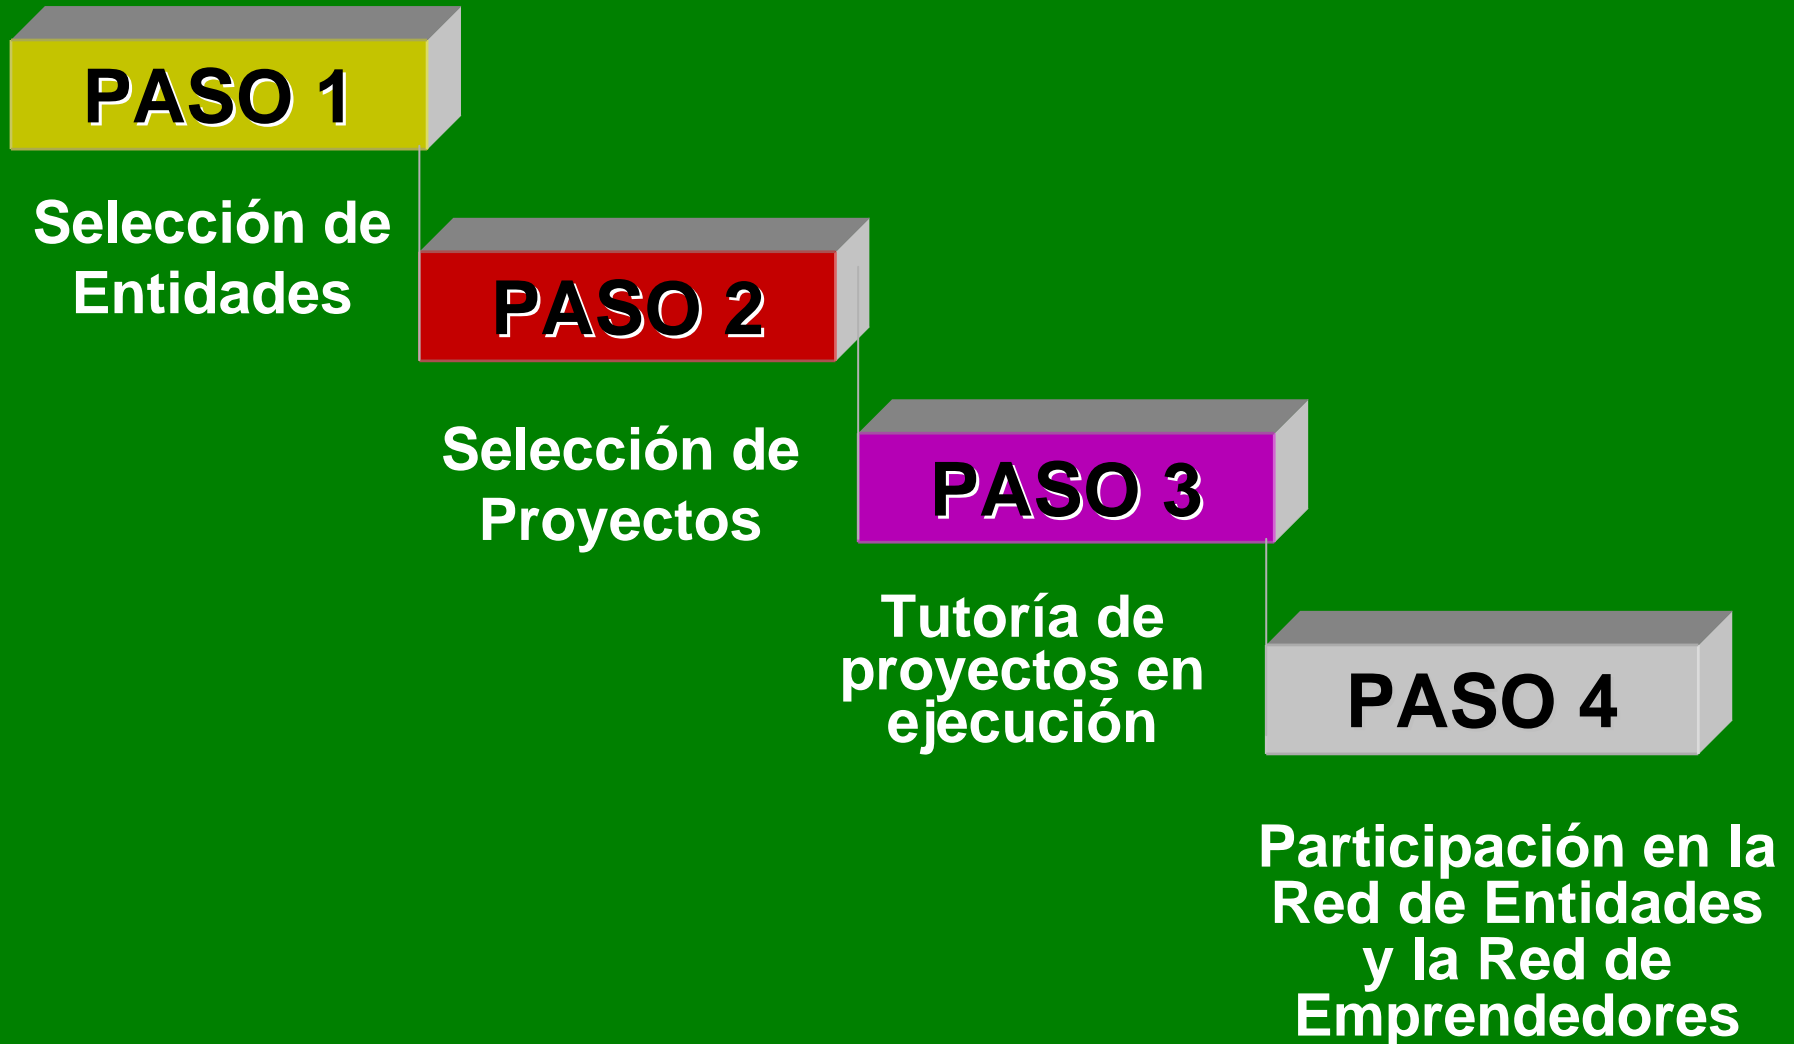 PASO 1
Selección de
Entidades
PASO 2
Selección de
Proyectos
PASO 3
Tutoría de
proyectos en
ejecución
PASO 4
Participación en la
Red de Entidades
y la Red de
Emprendedores